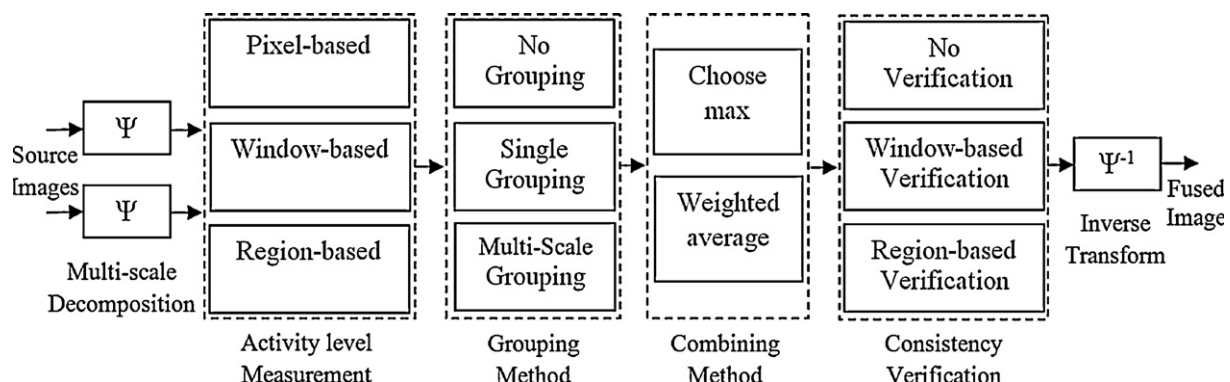 Source
Images
Ψ
Ψ
Multi-scale
Decomposition
Pixel-based
Window-based
Region-based
Activity level
Measurement
No
Grouping
Single
Grouping
Multi-Scale
Grouping
Grouping
Method
Choose
max
Weighted
average
Combining
Method
No
Verification
Window-based
Verification
Region-based
Verification
Consistency
Verification
Ψ-1
Inverse
Transform
Fused
Image